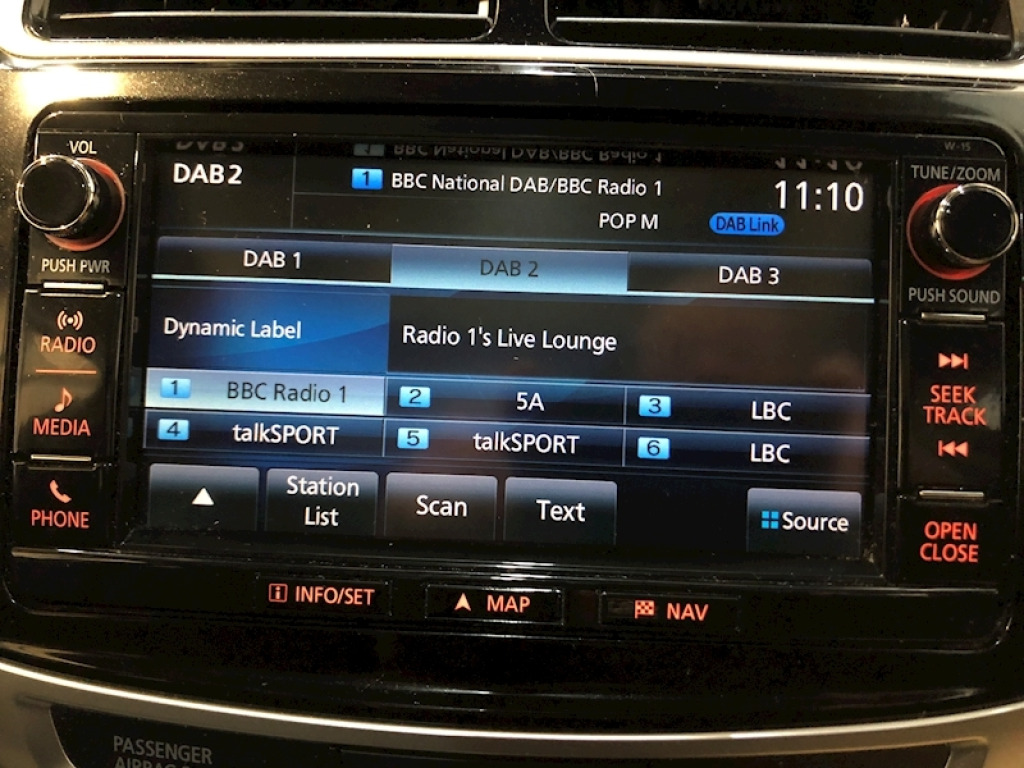 VOL
W-15
DAB2
1 BBC National DAB/BBC Radio 1
11:10
TUNE/ZOOM
POP M
DAB Link
PUSH PWR
DAB 1
DAB 2
DAB 3
PUSH SOUND
RADIO
Dynamic Label
Radio 1's Live Lounge
MEDIA
1 BBC Radio 1
2 5A
3 LBC
4 talkSPORT
5 talkSPORT
6 LBC
SEEK
TRACK
PHONE
Station
List
Scan
Text
Source
OPEN
CLOSE
i INFO/SET
MAP
NAV
PASSENGER
AIRBAG